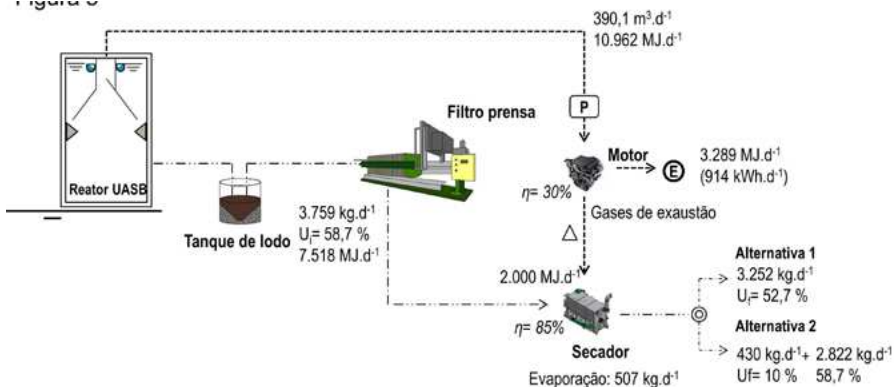 Figura 3
390,1 m³.d⁻¹
10.962 MJ.d⁻¹
P
Filtro prensa
Motor
η= 30%
E
3.289 MJ.d⁻¹
(914 kWh.d⁻¹)
Reator UASB
Tanque de lodo
3.759 kg.d⁻¹
Uᵢ= 58,7 %
7.518 MJ.d⁻¹
Gases de exaustão
2.000 MJ.d⁻¹
η= 85%
Secador
Evaporação: 507 kg.d⁻¹
Alternativa 1
3.252 kg.d⁻¹
Uf= 52,7 %
Alternativa 2
430 kg.d⁻¹+ 2.822 kg.d⁻¹
Uf= 10 % 58,7 %